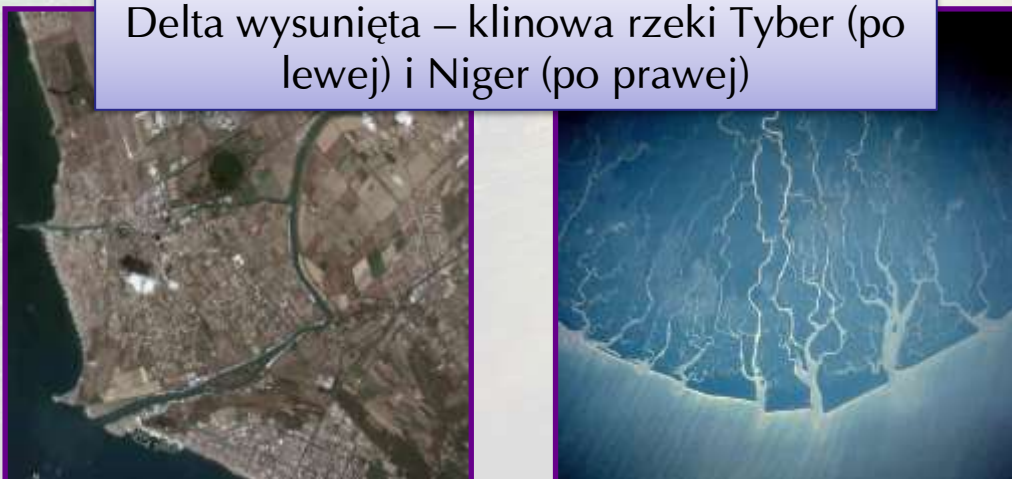 Delta wysunięta – klinowa rzeki Tyber (po
lewej) i Niger (po prawej)